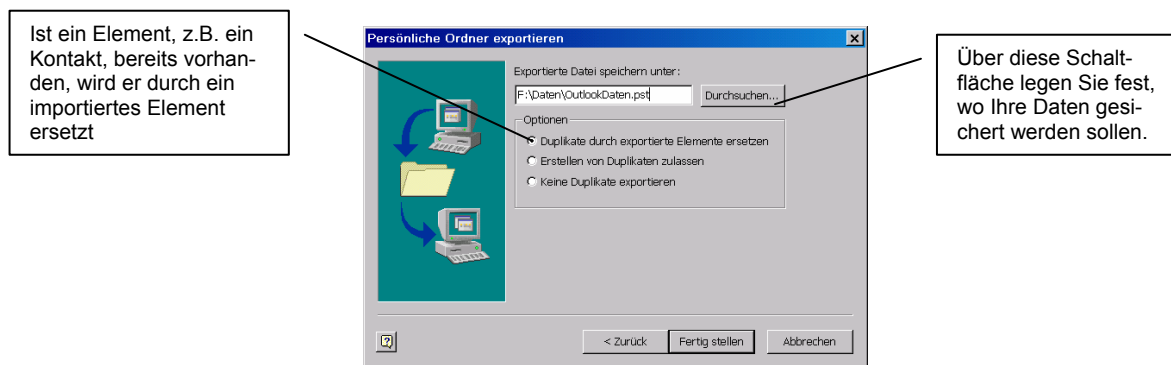 Ist ein Element, z.B. ein
Kontakt, bereits vorhan-
den, wird er durch ein
importiertes Element
ersetzt
Persönliche Ordner exportieren
Exportierte Datei speichern unter:
F:\Daten\OutlookDaten.pst
Durchsuchen...
Optionen
Duplikate durch exportierte Elemente ersetzen
Erstellen von Duplikaten zulassen
Keine Duplikate exportieren
< Zurück
Fertig stellen
Abbrechen
Über diese Schalt-
fläche legen Sie fest,
wo Ihre Daten gesi-
chert werden sollen.